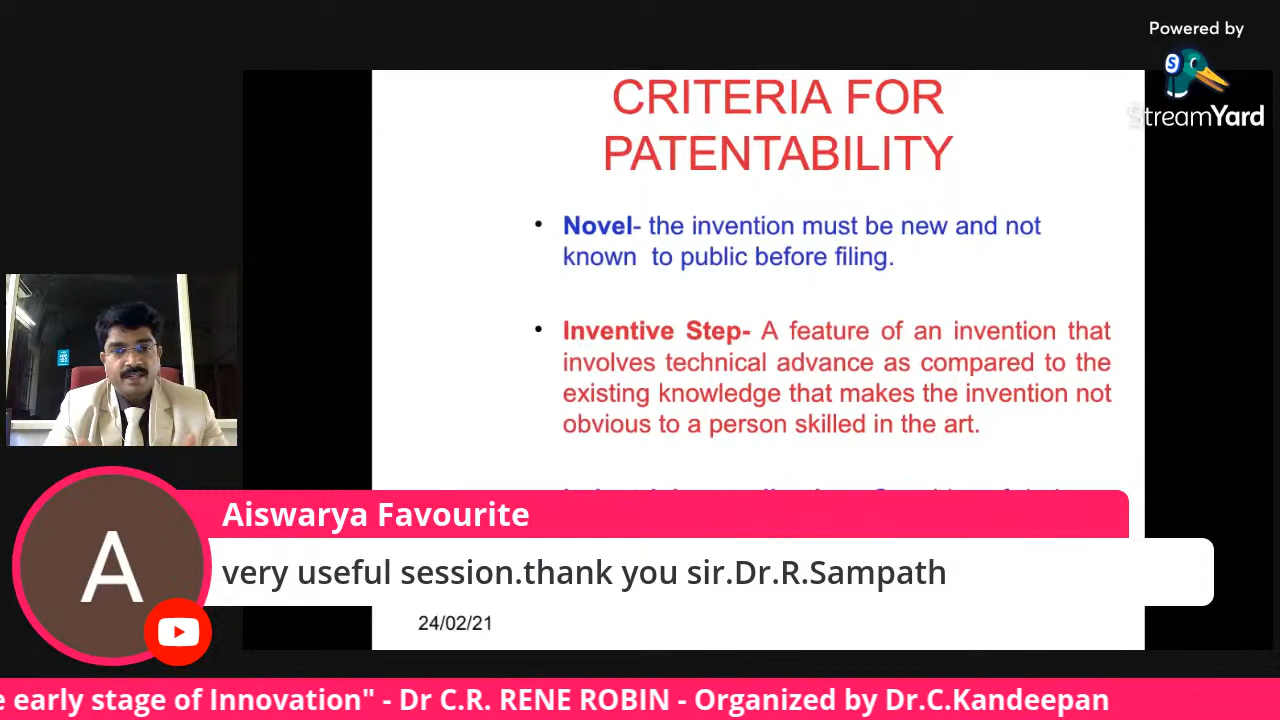 Powered by
StreamYard
CRITERIA FOR
PATENTABILITY
• Novel- the invention must be new and not
known to public before filing.
• Inventive Step- A feature of an invention that
involves technical advance as compared to the
existing knowledge that makes the invention not
obvious to a person skilled in the art.
Aiswarya Favourite
A
very useful session.thank you sir.Dr.R.Sampath
24/02/21
early stage of Innovation" - Dr C.R. RENE ROBIN - Organized by Dr.C.Kandeepan